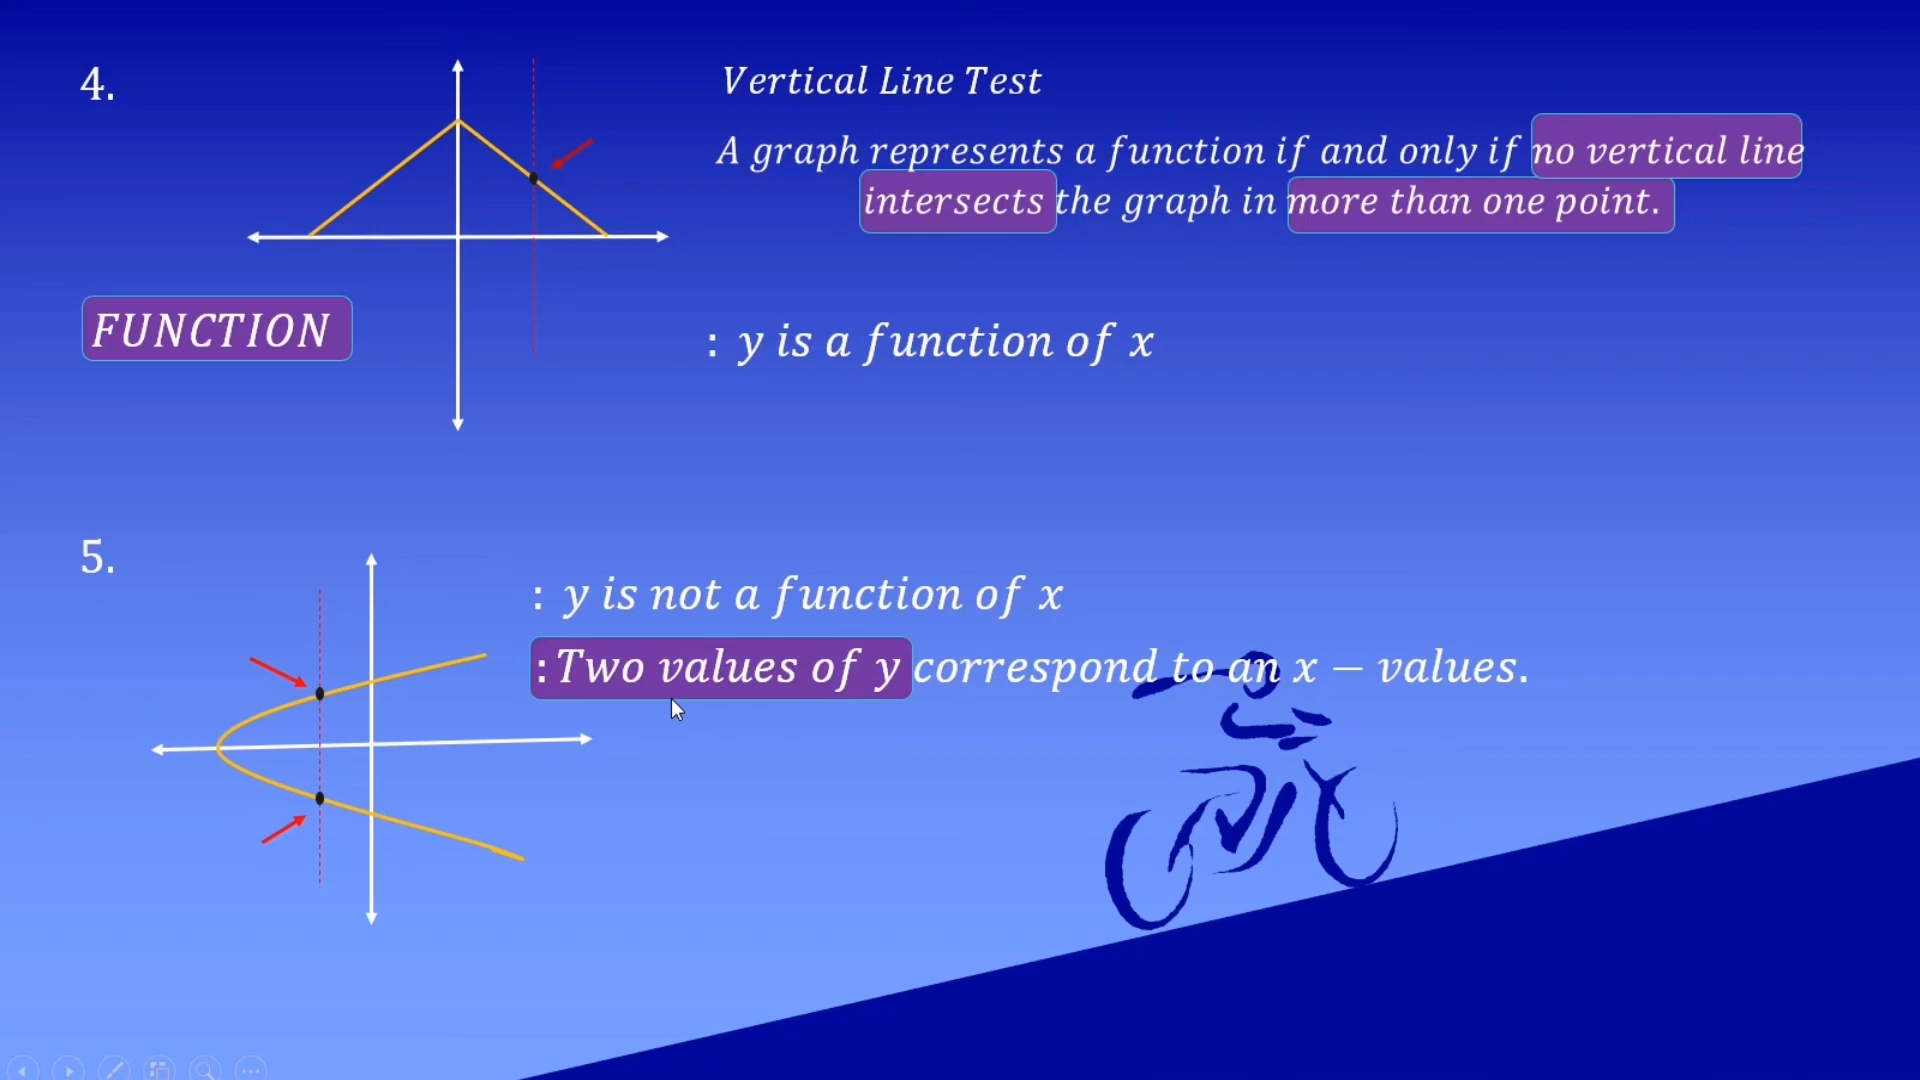 4.
Vertical Line Test
A graph represents a function if and only if no vertical line
intersects the graph in more than one point.
FUNCTION
: y is a function of x
5.
: y is not a function of x
:Two values of y correspond to an x − values.